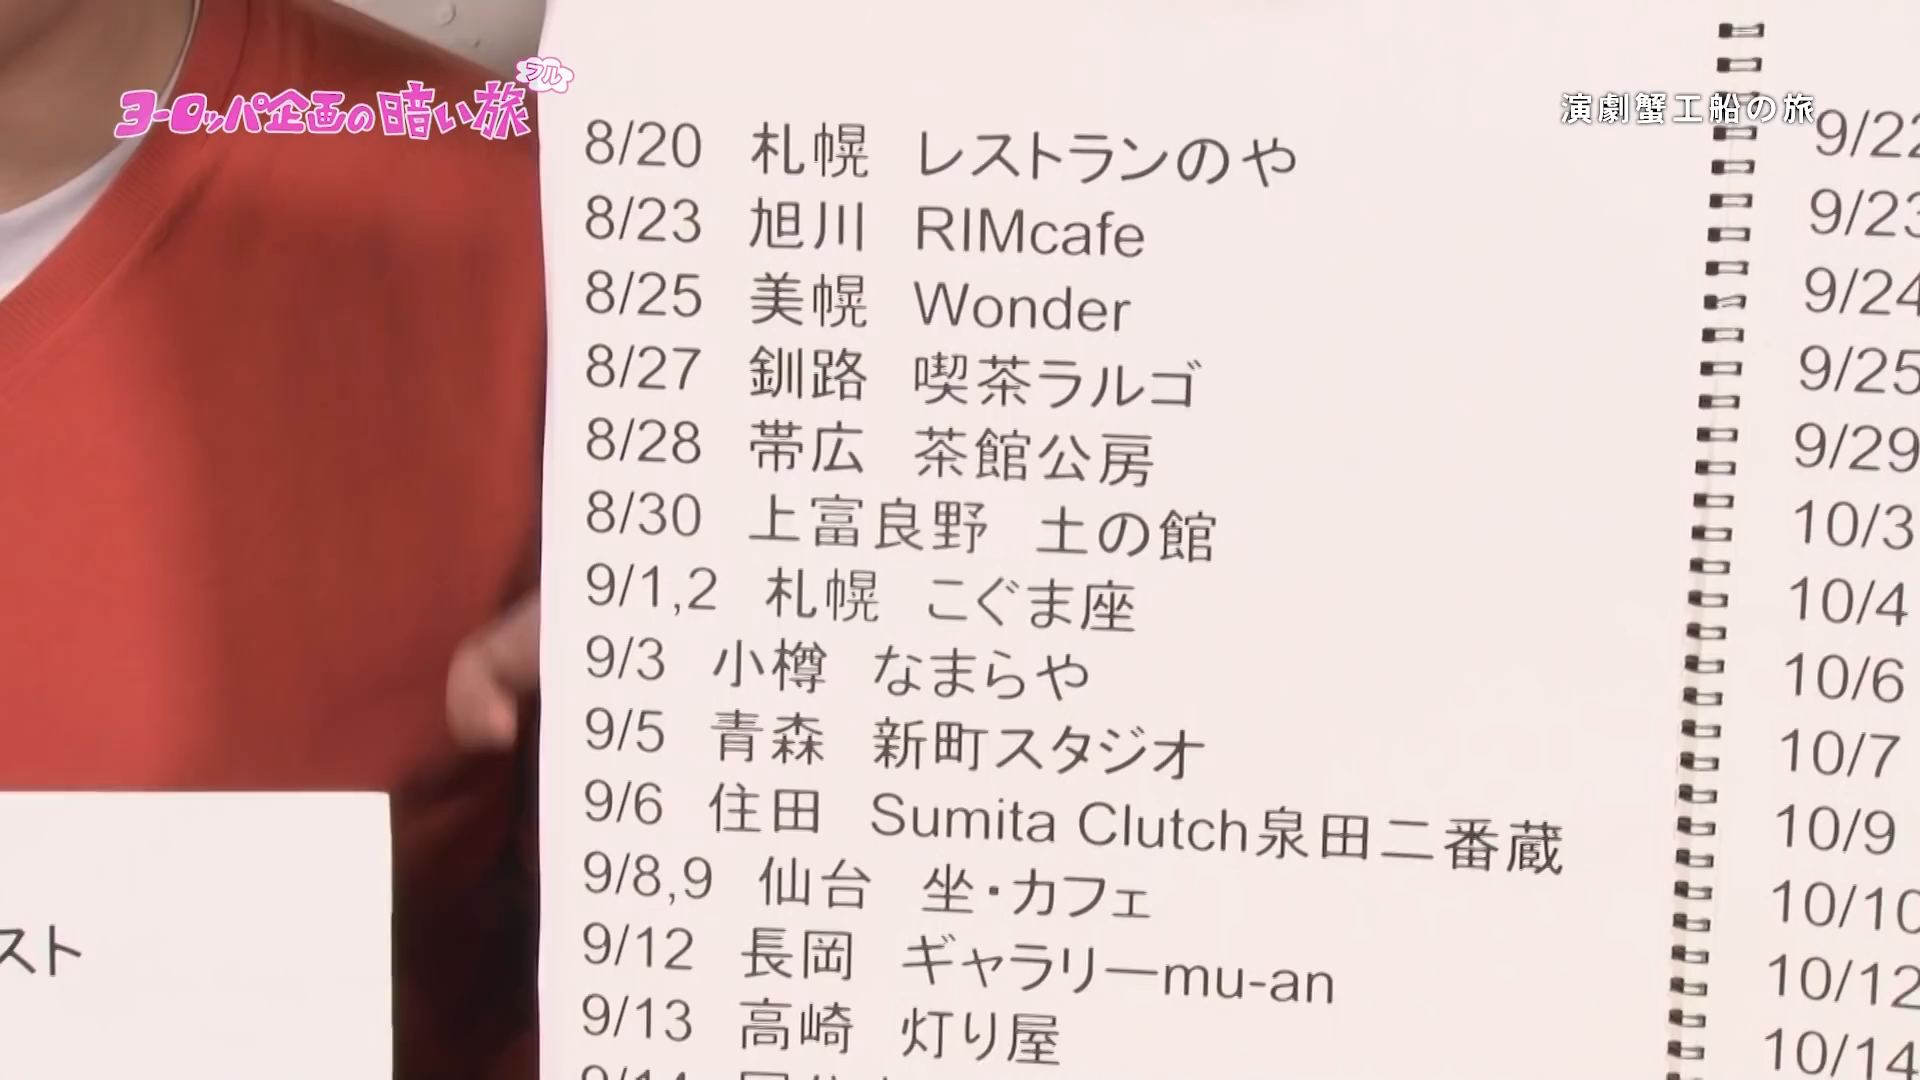 ヨーロッパ企画の暗い旅
フル
演劇蟹工船の旅
8/20 札幌 レストランのや
8/23 旭川 RIMcafe
8/25 美幌 Wonder
8/27 釧路 喫茶ラルゴ
8/28 帯広 茶館公房
8/30 上富良野 土の館
9/1,2 札幌 こぐま座
9/3 小樽 なまらや
9/5 青森 新町スタジオ
9/6 住田 Sumita Clutch泉田二番蔵
9/8,9 仙台 坐・カフェ
9/12 長岡 ギャラリーmu-an
9/13 高崎 灯り屋
9/22
9/23
9/24
9/25
9/29
10/3
10/4
10/6
10/7
10/9
10/10
10/12
10/14
スト